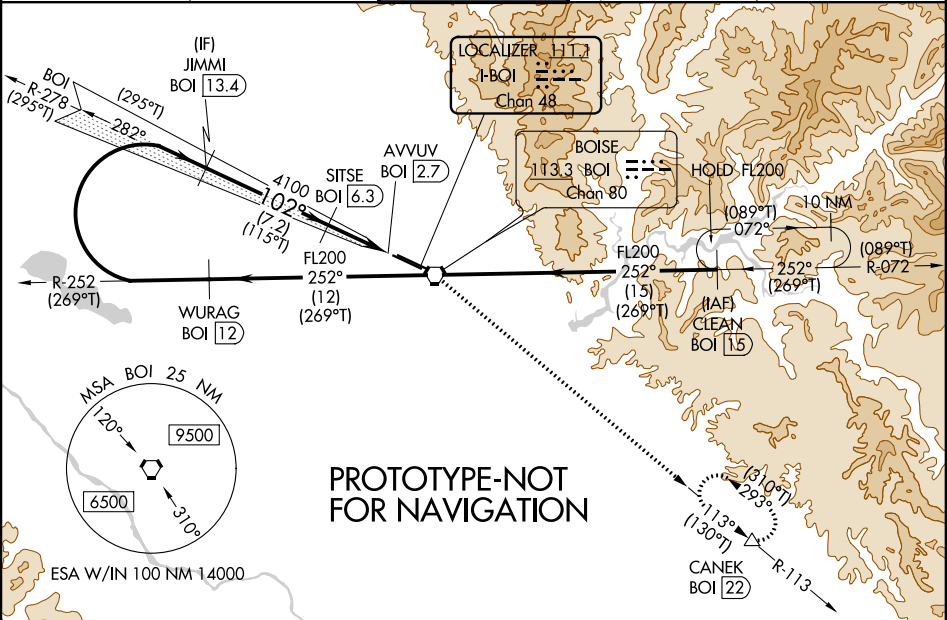 (IF)
JIMMI
BOI 13.4
LOCALIZER 111.1
I-BOI
Chan 48
BOI
R-278
(295°T)
(295°T)
282°
BOISE
113.3 BOI
Chan 80
AVVUV
BOI 2.7
SITSE
BOI 6.3
4100
102°
(7.2)
(115°T)
HOLD FL200
10 NM
(089°T)
072°
(089°T)
R-072
252°
(269°T)
FL200
252°
(15)
(269°T)
FL200
252°
(12)
(269°T)
R-252
(269°T)
WURAG
BOI 12
(IAF)
CLEAN
BOI 15
MSA BOI 25 NM
120°
9500
6500
310°
ESA W/IN 100 NM 14000
PROTOTYPE-NOT
FOR NAVIGATION
(310°T)
293°
113°
(130°T)
CANEK
BOI 22
R-113